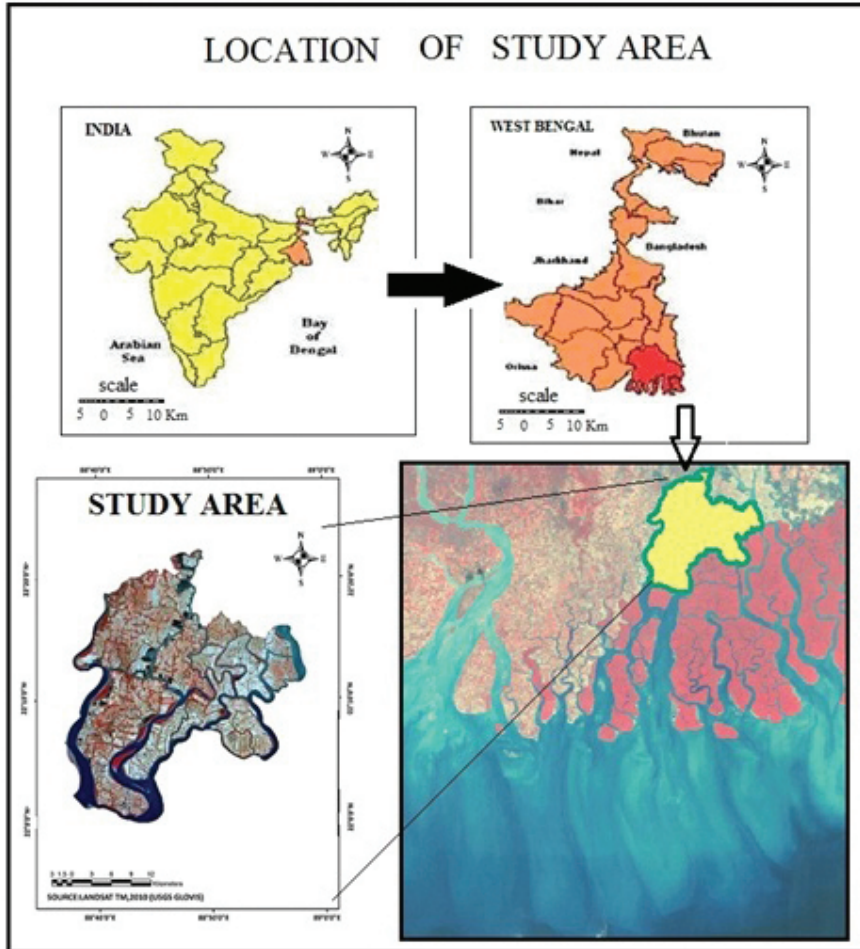 LOCATION OF STUDY AREA
INDIA
N
W E
S
Arabian
Sea
Bay
of
Dengal
scale
5 0 5 10 Km
WEST BENGAL
N
W E
S
Bhutan
Nepal
Bihar
Bangladesh
Jharkhand
Orissa
scale
5 0 5 10 Km
STUDY AREA
N
W E
S
Kilometers
SOURCE:LANDSAT TM,2010 (USGS GLOVIS)